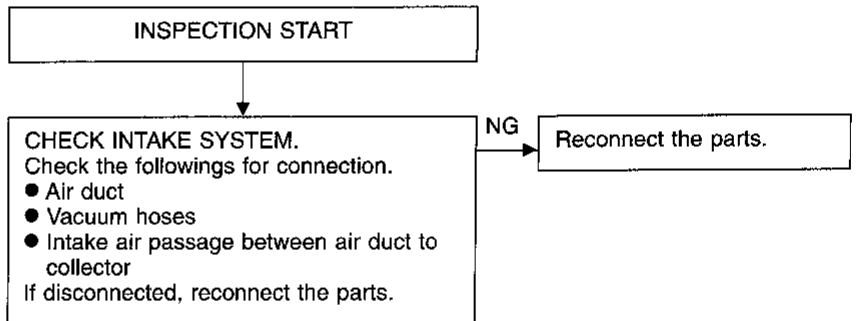 INSPECTION START
CHECK INTAKE SYSTEM.
Check the followings for connection.
● Air duct
● Vacuum hoses
● Intake air passage between air duct to
collector
If disconnected, reconnect the parts.
NG
Reconnect the parts.